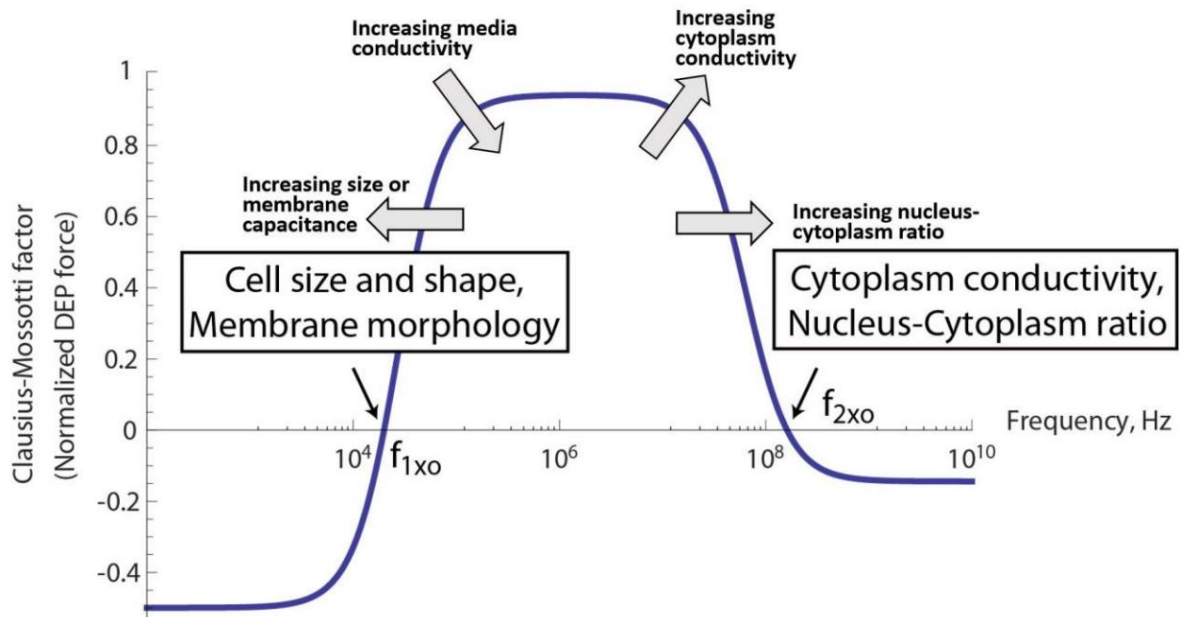 Increasing media
conductivity
Increasing
cytoplasm
conductivity
1
0.8
Increasing size or
membrane
capacitance
0.6
Increasing nucleus-
cytoplasm ratio
Cell size and shape,
Membrane morphology
Cytoplasm conductivity,
Nucleus-Cytoplasm ratio
0.4
0.2
Clausius-Mossotti factor
(Normalized DEP force)
0
f1xo
f2xo
Frequency, Hz
10^4
10^6
10^8
10^10
-0.2
-0.4